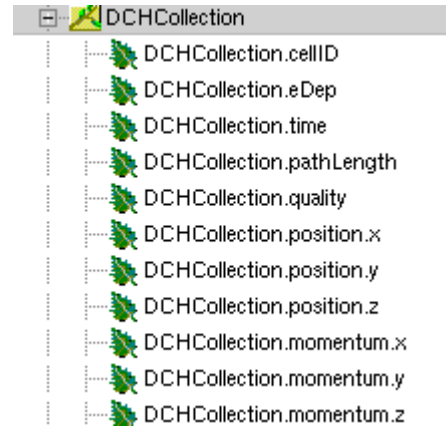 DCHCollection
DCHCollection.cellID
DCHCollection.eDep
DCHCollection.time
DCHCollection.pathLength
DCHCollection.quality
DCHCollection.position.x
DCHCollection.position.y
DCHCollection.position.z
DCHCollection.momentum.x
DCHCollection.momentum.y
DCHCollection.momentum.z